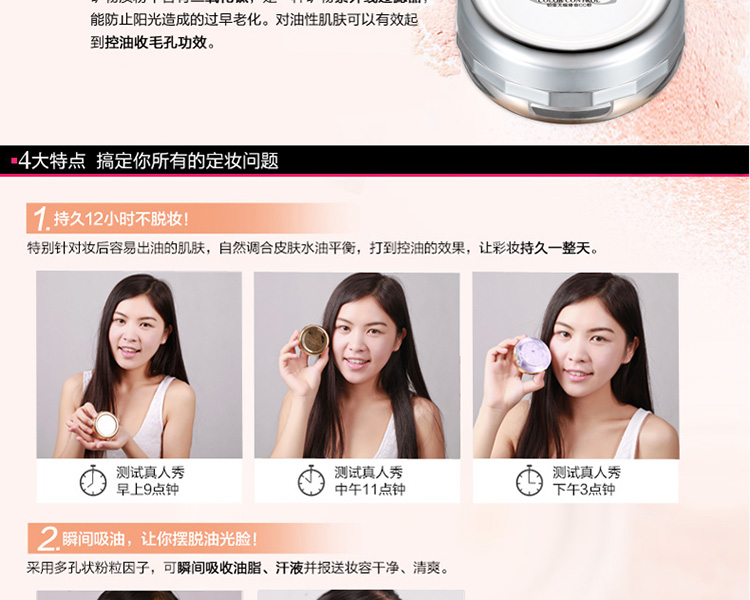 能防止阳光造成的过早老化。对油性肌肤可以有效起
到控油收毛孔功效。
COLOR CONTROL
4大特点 搞定你所有的定妆问题
1.持久12小时不脱妆！
特别针对妆后容易出油的肌肤，自然调合皮肤水油平衡，打到控油的效果，让彩妆持久一整天。
测试真人秀
早上9点钟
测试真人秀
中午11点钟
测试真人秀
下午3点钟
2.瞬间吸油，让你摆脱油光脸！
采用多孔状粉粒因子，可瞬间吸收油脂、汗液并报送妆容干净、清爽。